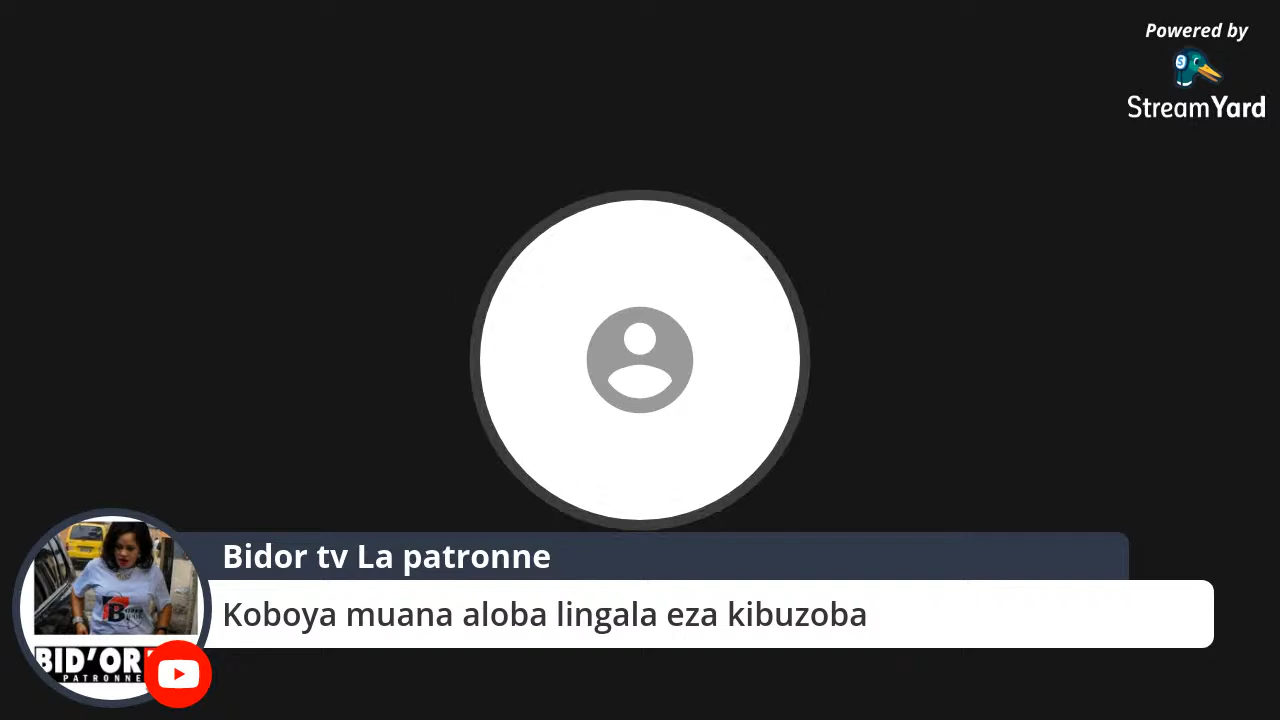 Powered by
StreamYard
Bidor tv La patronne
Koboya muana aloba lingala eza kibuzoba
BID'OR
PATRONNE